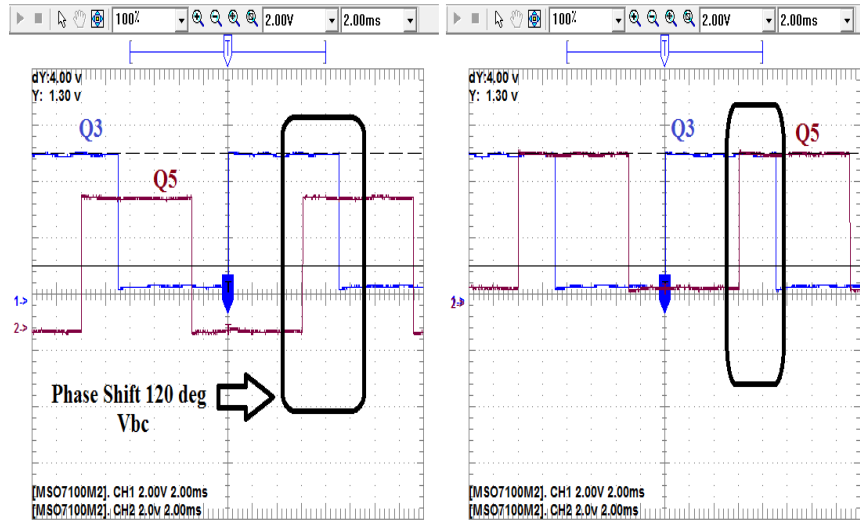 100% 2.00V 2.00ms
dY:4.00 v
Y: 1.30 v
Q3
Q5
1->
2->
T
T
Phase Shift 120 deg
Vbc
[MSO7100M2]. CH1 2.00V 2.00ms
[MSO7100M2]. CH2 2.0v 2.00ms
100% 2.00V 2.00ms
dY:4.00 v
Y: 1.30 v
Q3
Q5
2->
T
[MSO7100M2]. CH1 2.00V 2.00ms
[MSO7100M2]. CH2 2.0v 2.00ms